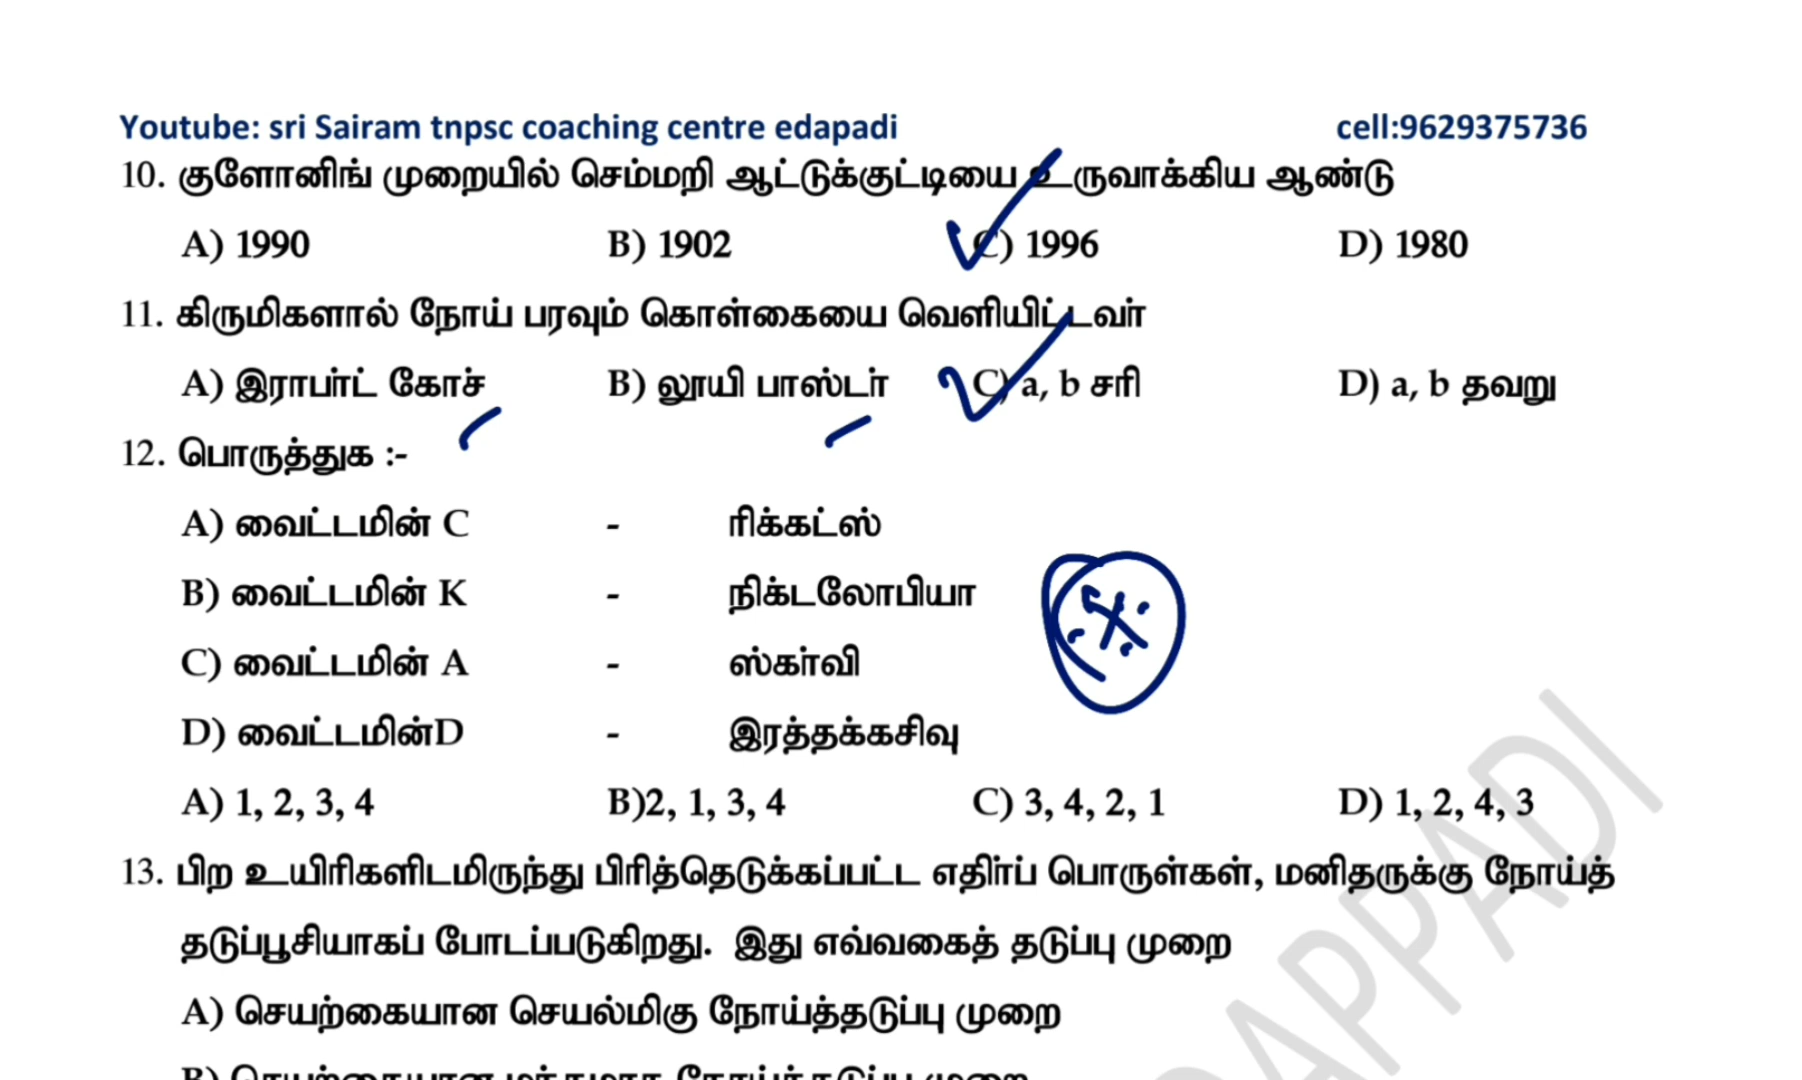 Youtube: sri Sairam tnpsc coaching centre edapadi cell:9629375736
10. குளோனிங் முறையில் செம்மறி ஆட்டுக்குட்டியை உருவாக்கிய ஆண்டு
A) 1990 B) 1902 C) 1996 D) 1980
11. கிருமிகளால் நோய் பரவும் கொள்கையை வெளியிட்டவர்
A) இராபர்ட் கோச் B) லூயி பாஸ்டர் C) a, b சரி D) a, b தவறு
12. பொருத்துக :-
A) வைட்டமின் C - ரிக்கட்ஸ்
B) வைட்டமின் K - நிக்டலோபியா
C) வைட்டமின் A - ஸ்கர்வி
D) வைட்டமின்D - இரத்தக்கசிவு
A) 1, 2, 3, 4 B)2, 1, 3, 4 C) 3, 4, 2, 1 D) 1, 2, 4, 3
13. பிற உயிரிகளிடமிருந்து பிரித்தெடுக்கப்பட்ட எதிர்ப் பொருள்கள், மனிதருக்கு நோய்த்
தடுப்பூசியாகப் போடப்படுகிறது. இது எவ்வகைத் தடுப்பு முறை
A) செயற்கையான செயல்மிகு நோய்த்தடுப்பு முறை
B) செயற்கையான மந்தமாக நோய்த்தடுப்பு முறை